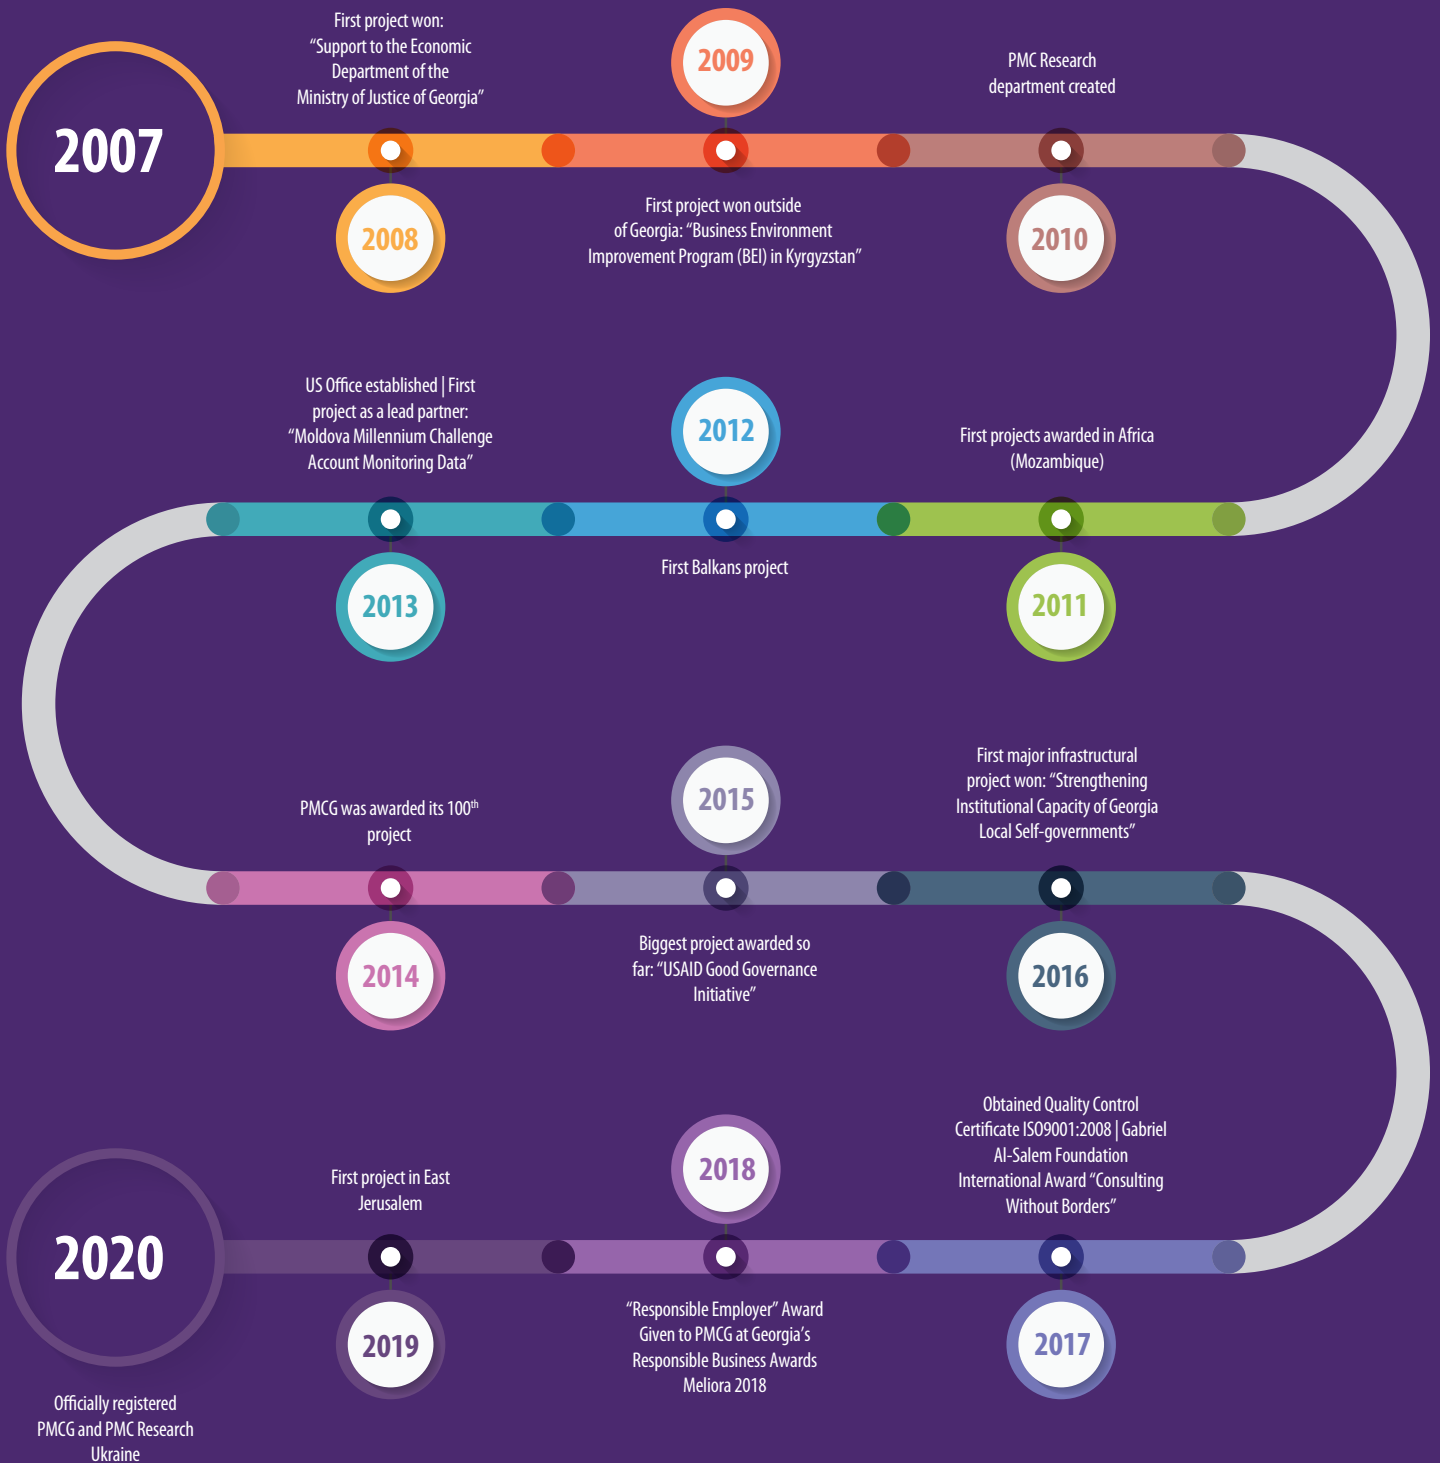 2007
First project won:
“Support to the Economic
Department of the
Ministry of Justice of Georgia”
2008
2009
First project won outside
of Georgia: “Business Environment
Improvement Program (BEI) in Kyrgyzstan”
PMC Research
department created
2010
First projects awarded in Africa
(Mozambique)
2011
2012
First Balkans project
US Office established | First
project as a lead partner:
“Moldova Millennium Challenge
Account Monitoring Data”
2013
PMCG was awarded its 100th
project
2014
2015
Biggest project awarded so
far: “USAID Good Governance
Initiative”
First major infrastructural
project won: “Strengthening
Institutional Capacity of Georgia
Local Self-governments”
2016
Obtained Quality Control
Certificate ISO9001:2008 | Gabriel
Al-Salem Foundation
International Award “Consulting
Without Borders”
2017
2018
“Responsible Employer” Award
Given to PMCG at Georgia’s
Responsible Business Awards
Meliora 2018
First project in East
Jerusalem
2019
2020
Officially registered
PMCG and PMC Research
Ukraine